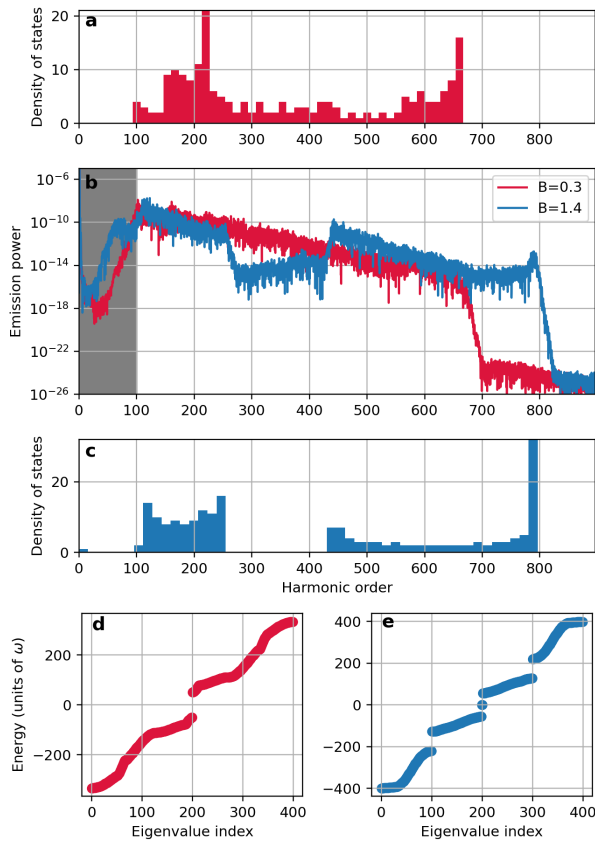 a
Density of states
20
10
0
0 100 200 300 400 500 600 700 800
b
B=0.3
B=1.4
Emission power
10⁻⁶
10⁻¹⁰
10⁻¹⁴
10⁻¹⁸
10⁻²²
10⁻²⁶
0 100 200 300 400 500 600 700 800
c
Density of states
20
0
0 100 200 300 400 500 600 700 800
Harmonic order
d
Energy (units of ω)
200
0
−200
0 100 200 300 400
Eigenvalue index
e
400
200
0
−200
−400
0 100 200 300 400
Eigenvalue index